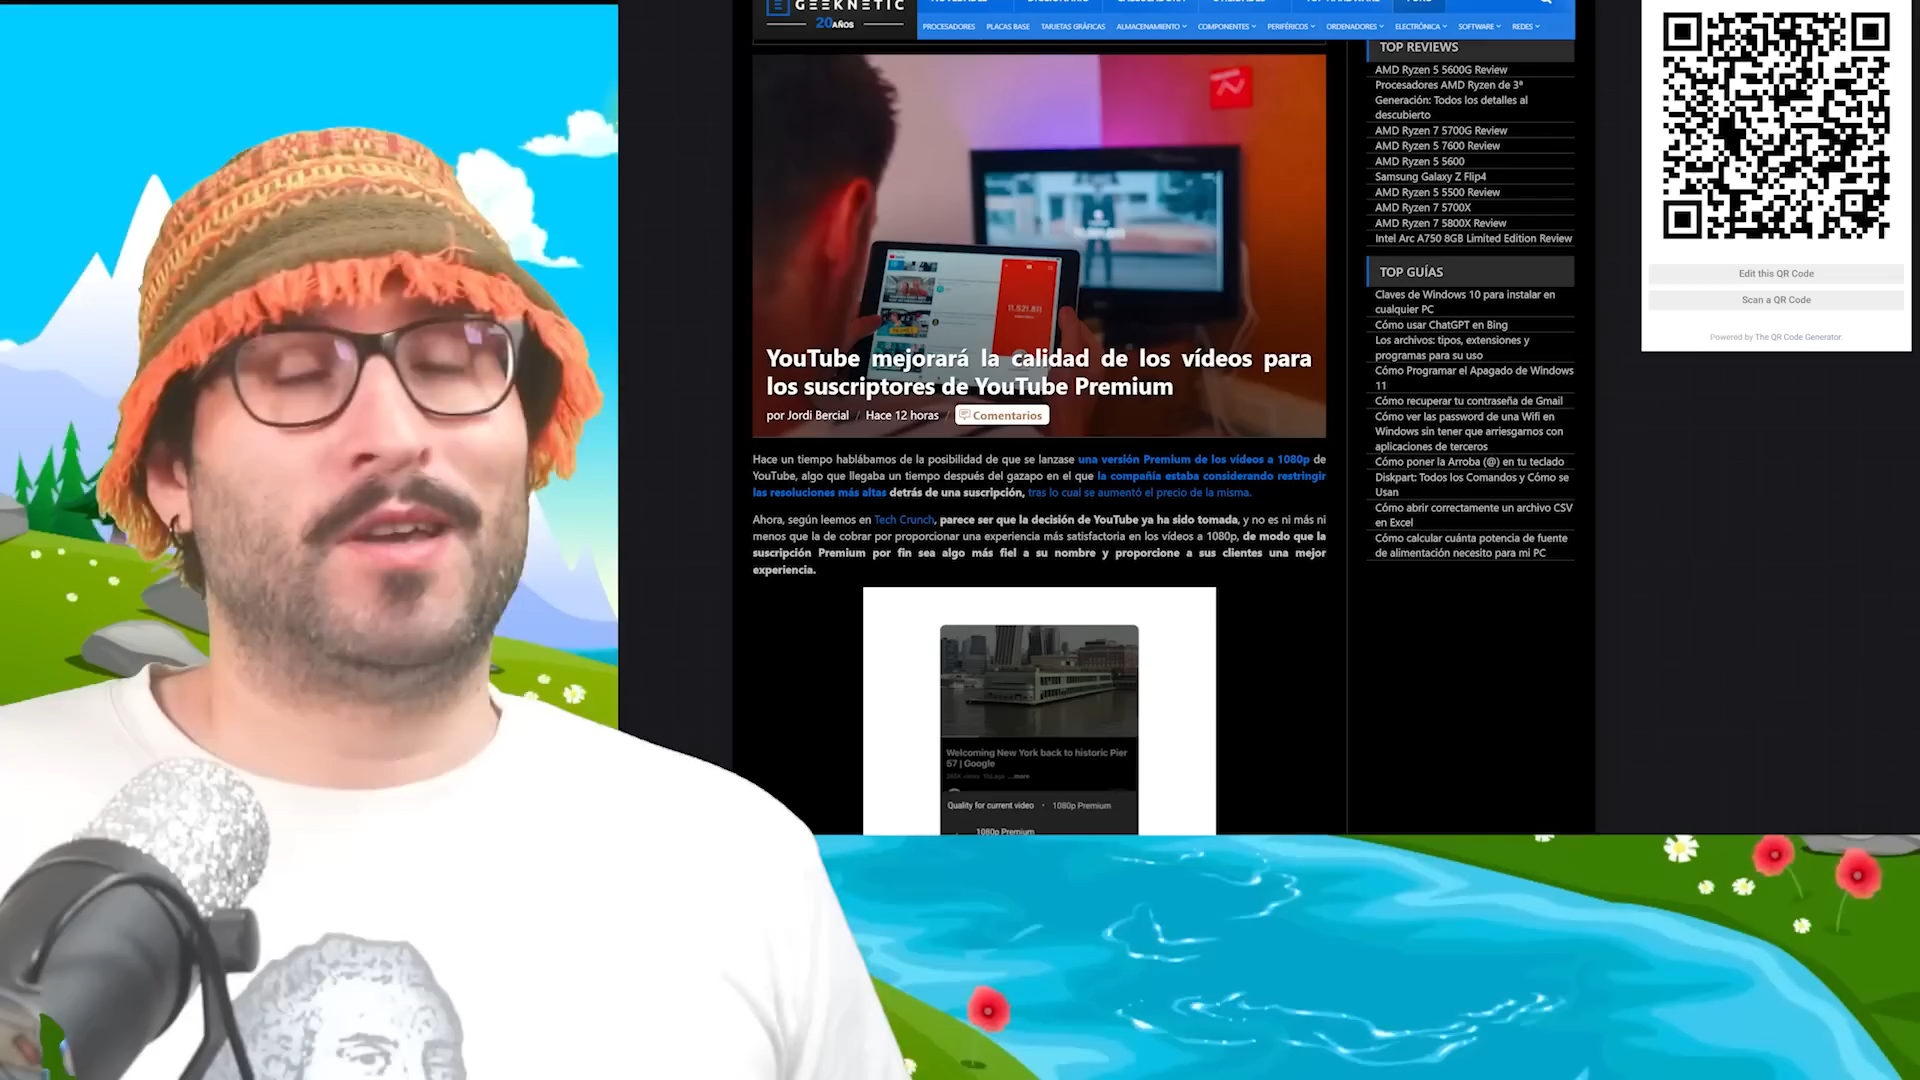 GEEKNETIC
20 AÑOS
PROCESADORES PLACAS BASE TARJETAS GRÁFICAS ALMACENAMIENTO COMPONENTES PERIFÉRICOS ORDENADORES ELECTRÓNICA SOFTWARE REDES
11.521.811
YouTube mejorará la calidad de los vídeos para
los suscriptores de YouTube Premium
por Jordi Bercial / Hace 12 horas / Comentarios
Hace un tiempo hablábamos de la posibilidad de que se lanzase una versión Premium de los vídeos a 1080p de
YouTube, algo que llegaba un tiempo después del gazapo en el que la compañía estaba considerando restringir
las resoluciones más altas detrás de una suscripción, tras lo cual se aumentó el precio de la misma.
Ahora, según leemos en Tech Crunch, parece ser que la decisión de YouTube ya ha sido tomada, y no es ni más ni
menos que la de cobrar por proporcionar una experiencia más satisfactoria en los vídeos a 1080p, de modo que la
suscripción Premium por fin sea algo más fiel a su nombre y proporcione a sus clientes una mejor
experiencia.
Welcoming New York back to historic Pier
57 | Google
...more
Quality for current video · 1080p Premium
1080p Premium
TOP REVIEWS
AMD Ryzen 5 5600G Review
Procesadores AMD Ryzen de 3ª
Generación: Todos los detalles al
descubierto
AMD Ryzen 7 5700G Review
AMD Ryzen 5 7600 Review
AMD Ryzen 5 5600
Samsung Galaxy Z Flip4
AMD Ryzen 5 5500 Review
AMD Ryzen 7 5700X
AMD Ryzen 7 5800X Review
Intel Arc A750 8GB Limited Edition Review
TOP GUÍAS
Claves de Windows 10 para instalar en
cualquier PC
Cómo usar ChatGPT en Bing
Los archivos: tipos, extensiones y
programas para su uso
Cómo Programar el Apagado de Windows
11
Cómo recuperar tu contraseña de Gmail
Cómo ver las password de una Wifi en
Windows sin tener que arriesgarnos con
aplicaciones de terceros
Cómo poner la Arroba (@) en tu teclado
Diskpart: Todos los Comandos y Cómo se
Usan
Cómo abrir correctamente un archivo CSV
en Excel
Cómo calcular cuánta potencia de fuente
de alimentación necesito para mi PC
Edit this QR Code
Scan a QR Code
Powered by The QR Code Generator.